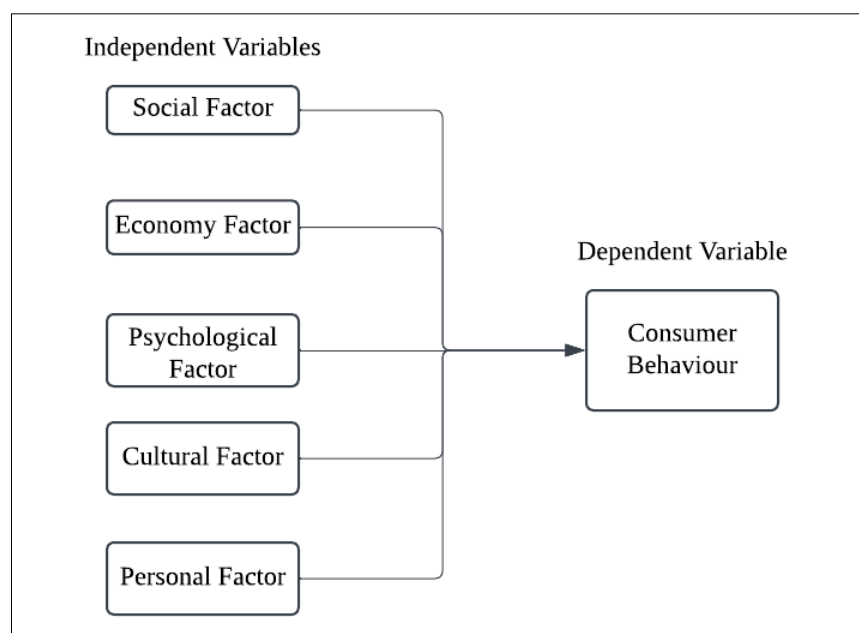 Independent Variables
Social Factor
Economy Factor
Psychological
Factor
Cultural Factor
Personal Factor
Dependent Variable
Consumer
Behaviour